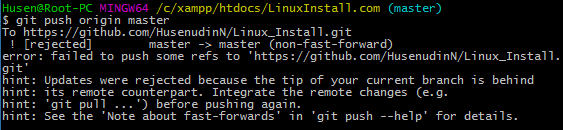 Husen@Root-PC MINGW64 /c/xampp/htdocs/LinuxInstall.com (master)
$ git push origin master
To https://github.com/HusenudinN/Linux_Install.git
 ! [rejected]        master -> master (non-fast-forward)
error: failed to push some refs to 'https://github.com/HusenudinN/Linux_Install.
git'
hint: Updates were rejected because the tip of your current branch is behind
hint: its remote counterpart. Integrate the remote changes (e.g.
hint: 'git pull ...') before pushing again.
hint: See the 'Note about fast-forwards' in 'git push --help' for details.